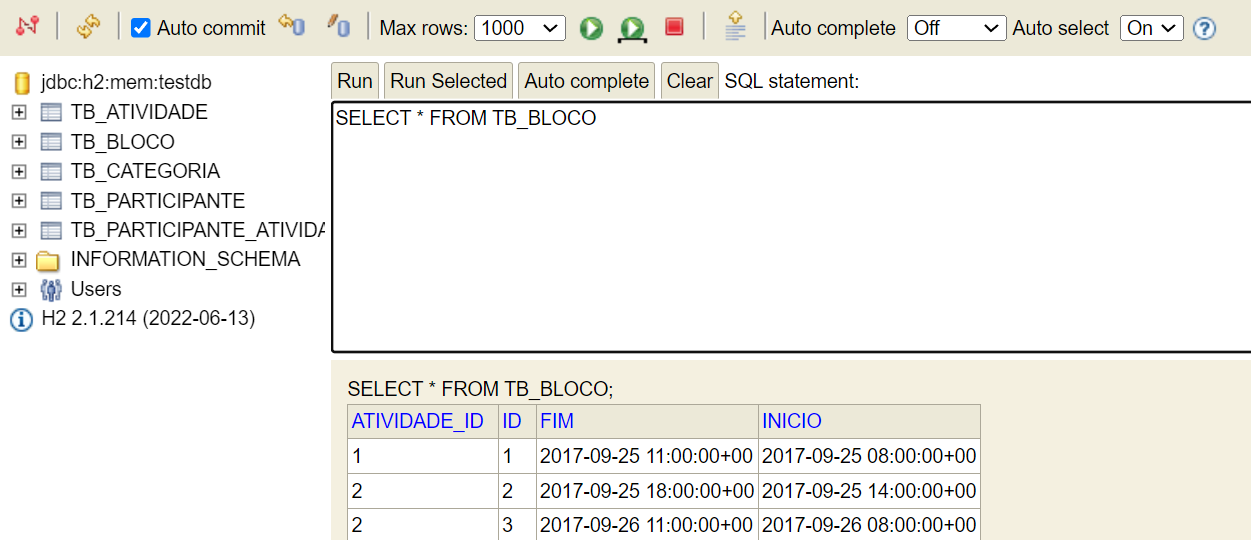 Auto commit Max rows: 1000 Auto complete Off Auto select On
jdbc:h2:mem:testdb
TB_ATIVIDADE
TB_BLOCO
TB_CATEGORIA
TB_PARTICIPANTE
TB_PARTICIPANTE_ATIVIDA
INFORMATION_SCHEMA
Users
H2 2.1.214 (2022-06-13)
Run Run Selected Auto complete Clear SQL statement:
SELECT * FROM TB_BLOCO
SELECT * FROM TB_BLOCO;
ATIVIDADE_ID ID FIM INICIO
1 1 2017-09-25 11:00:00+00 2017-09-25 08:00:00+00
2 2 2017-09-25 18:00:00+00 2017-09-25 14:00:00+00
2 3 2017-09-26 11:00:00+00 2017-09-26 08:00:00+00